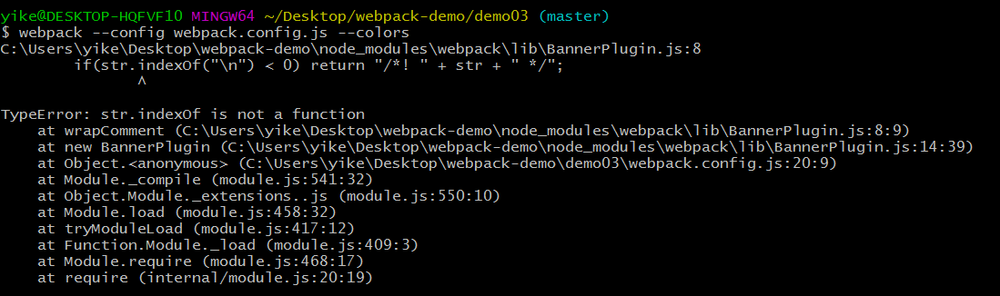 yike@DESKTOP-HQFVF10 MINGW64 ~/Desktop/webpack-demo/demo03 (master)
$ webpack --config webpack.config.js --colors
C:\Users\yike\Desktop\webpack-demo\node_modules\webpack\lib\BannerPlugin.js:8
        if(str.indexOf("\n") < 0) return "/*! " + str + " */";
               ^
TypeError: str.indexOf is not a function
    at wrapComment (C:\Users\yike\Desktop\webpack-demo\node_modules\webpack\lib\BannerPlugin.js:8:9)
    at new BannerPlugin (C:\Users\yike\Desktop\webpack-demo\node_modules\webpack\lib\BannerPlugin.js:14:39)
    at Object.<anonymous> (C:\Users\yike\Desktop\webpack-demo\demo03\webpack.config.js:20:9)
    at Module._compile (module.js:541:32)
    at Object.Module._extensions..js (module.js:550:10)
    at Module.load (module.js:458:32)
    at tryModuleLoad (module.js:417:12)
    at Function.Module._load (module.js:409:3)
    at Module.require (module.js:468:17)
    at require (internal/module.js:20:19)